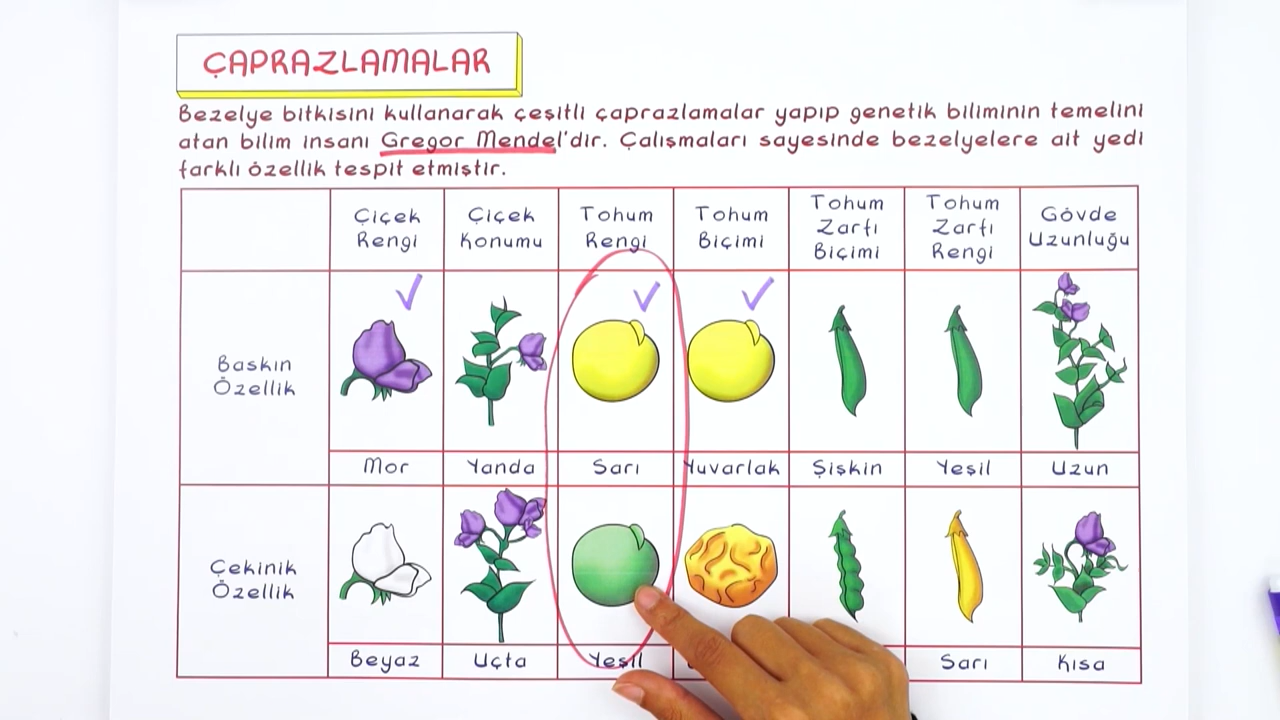 ÇAPRAZLAMALAR
Bezelye bitkisini kullanarak çeşitli çaprazlamalar yapıp genetik biliminin temelini
atan bilim insanı Gregor Mendel'dir. Çalışmaları sayesinde bezelyelere ait yedi
farklı özellik tespit etmiştir.
Çiçek Rengi
Çiçek Konumu
Tohum Rengi
Tohum Biçimi
Tohum Zarfı Biçimi
Tohum Zarfı Rengi
Gövde Uzunluğu
Baskın Özellik
Mor
Yanda
Sarı
Yuvarlak
Şişkin
Yeşil
Uzun
Çekinik Özellik
Beyaz
Uçta
Yeşil
Sarı
Kısa